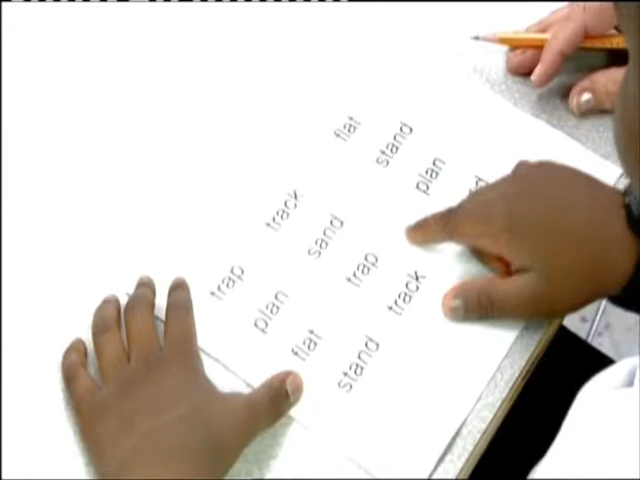 trap track flat
plan sand stand
flat trap plan
stand track